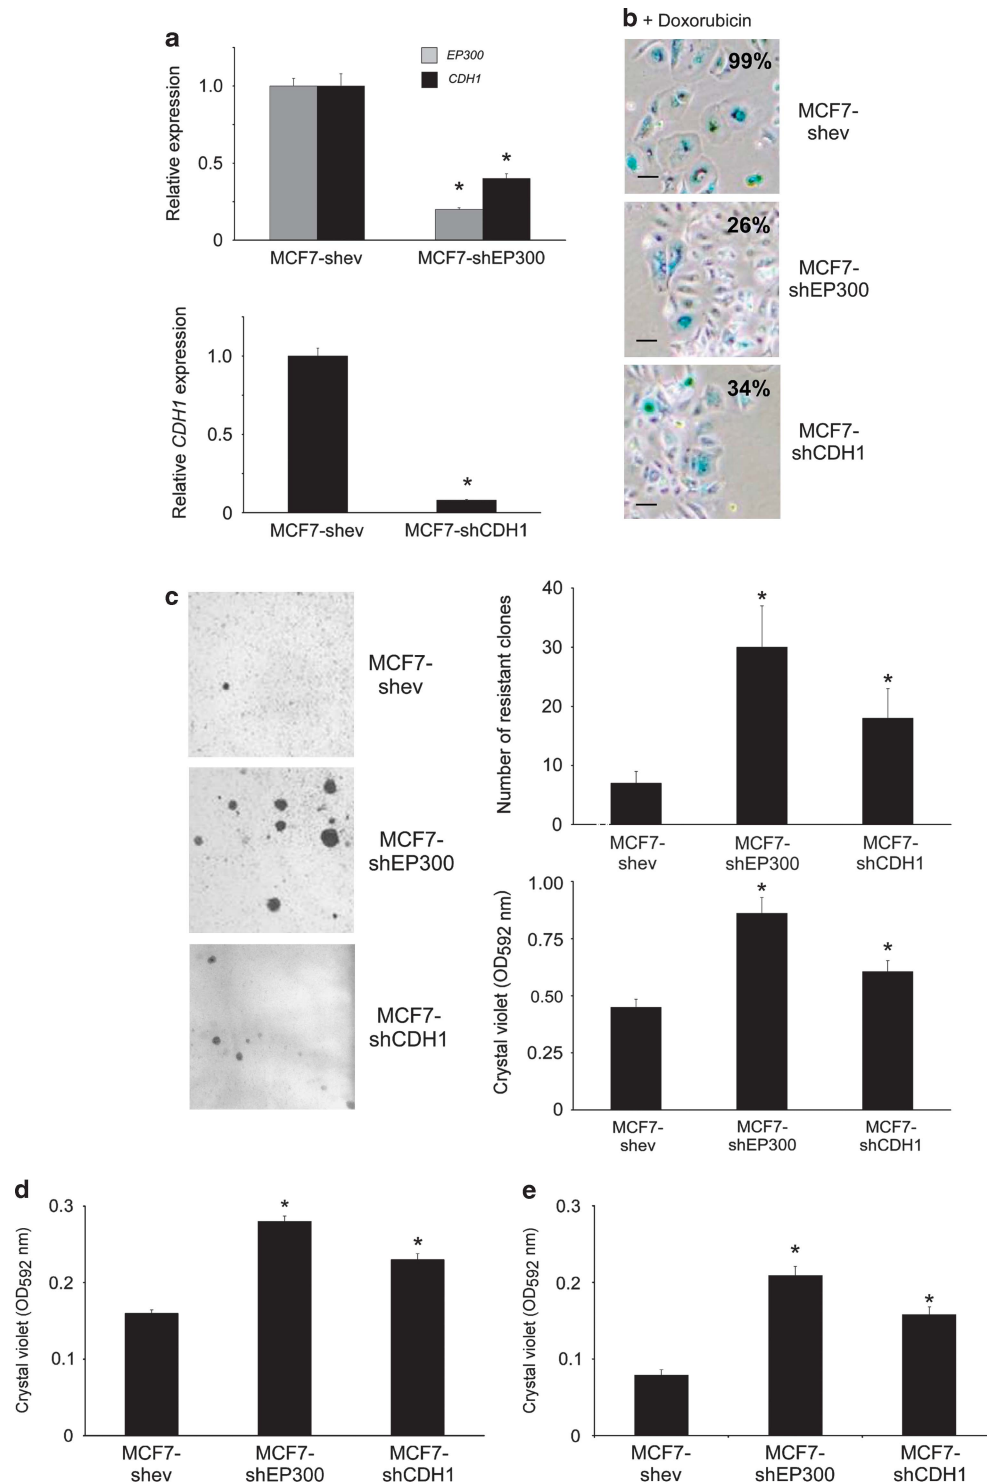 a
EP300
CDH1
Relative expression
1.0
0.5
0
MCF7-shev
MCF7-shEP300
Relative CDH1 expression
1.0
0.5
0
MCF7-shev
MCF7-shCDH1
b + Doxorubicin
99%
MCF7-
shev
26%
MCF7-
shEP300
34%
MCF7-
shCDH1
c
MCF7-
shev
MCF7-
shEP300
MCF7-
shCDH1
Number of resistant clones
40
30
20
10
0
MCF7-
shev
MCF7-
shEP300
MCF7-
shCDH1
Crystal violet (OD592 nm)
1.00
0.75
0.50
0.25
0
MCF7-
shev
MCF7-
shEP300
MCF7-
shCDH1
d
Crystal violet (OD592 nm)
0.3
0.2
0.1
0
MCF7-
shev
MCF7-
shEP300
MCF7-
shCDH1
e
Crystal violet (OD592 nm)
0.3
0.2
0.1
0
MCF7-
shev
MCF7-
shEP300
MCF7-
shCDH1